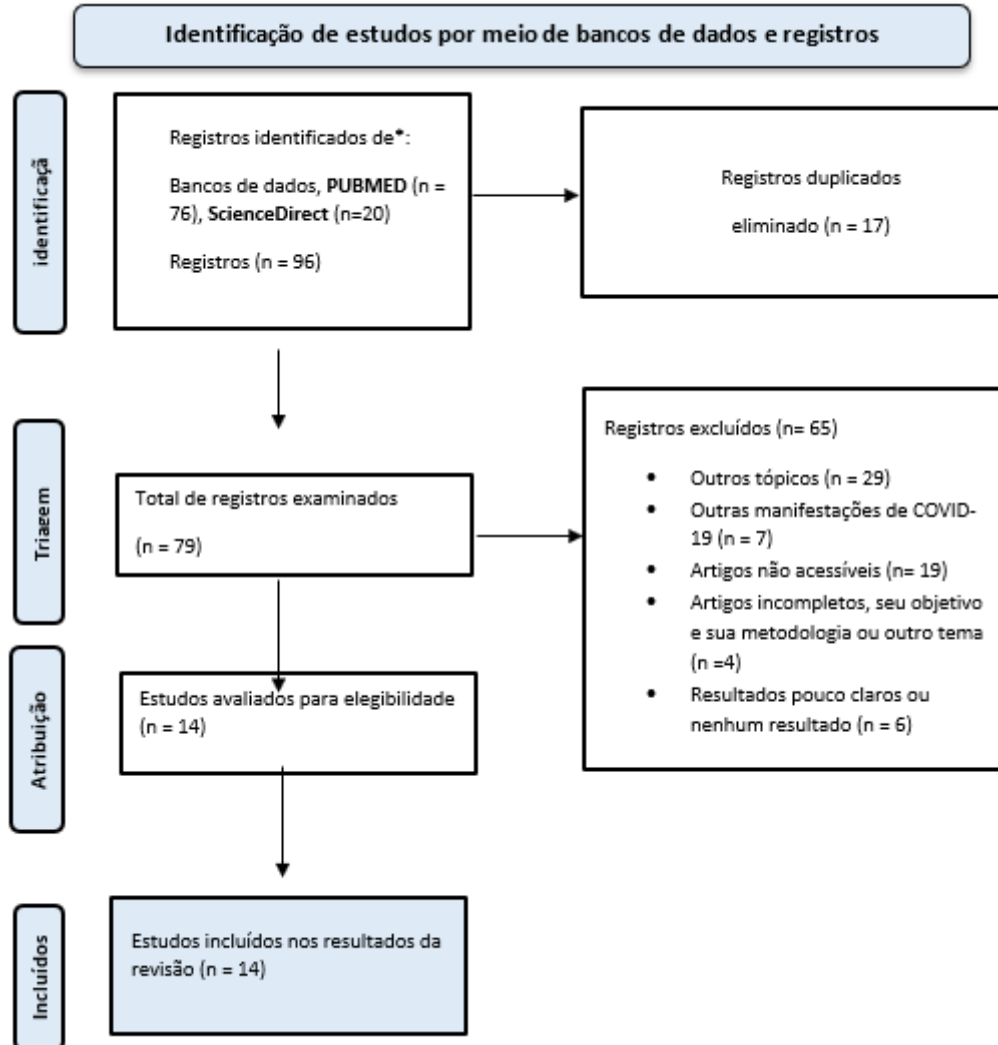 Identificação de estudos por meio de bancos de dados e registros
identificaçã
Registros identificados de*:
Bancos de dados, PUBMED (n =
76), ScienceDirect (n=20)
Registros (n = 96)
Registros duplicados
eliminado (n = 17)
Triagem
Total de registros examinados
(n = 79)
Registros excluídos (n= 65)
• Outros tópicos (n = 29)
• Outras manifestações de COVID-
19 (n = 7)
• Artigos não acessíveis (n= 19)
• Artigos incompletos, seu objetivo
e sua metodologia ou outro tema
(n =4)
• Resultados pouco claros ou
nenhum resultado (n = 6)
Atribuição
Estudos avaliados para elegibilidade
(n = 14)
Incluídos
Estudos incluídos nos resultados da
revisão (n = 14)